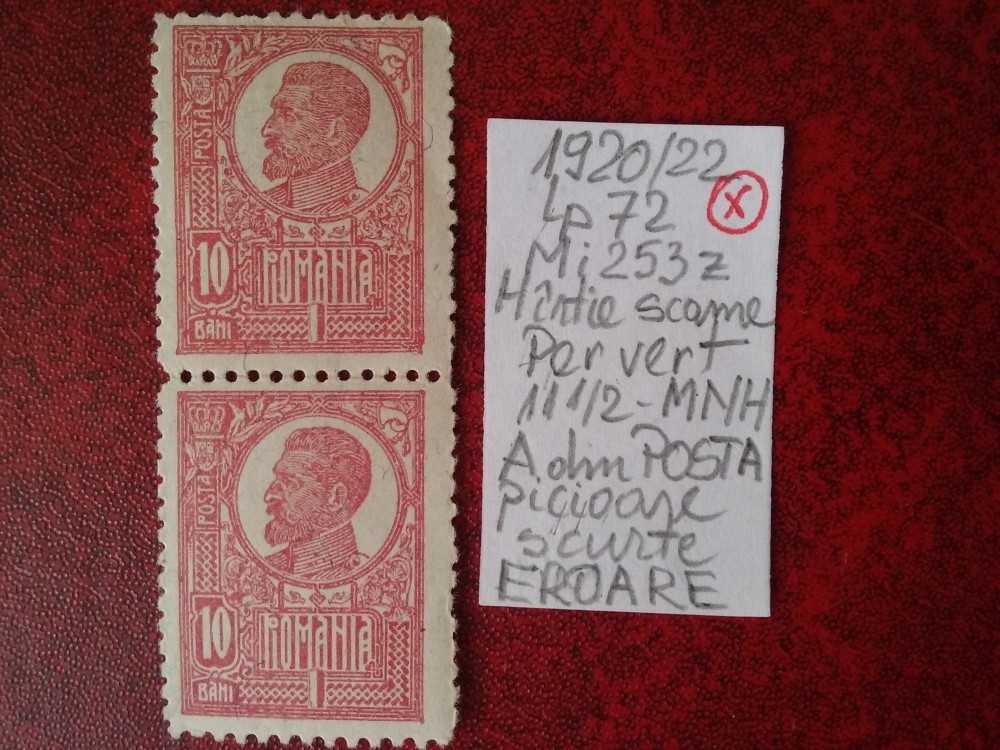 POSTA
10
BANI
ROMANIA
POSTA
10
BANI
ROMANIA
1920/22
Lp 72 X
Mi 253 z
Hîrtie scame
Per vert
11 1/2 - MNH
A din POSTA
picioare
scurte
EROARE